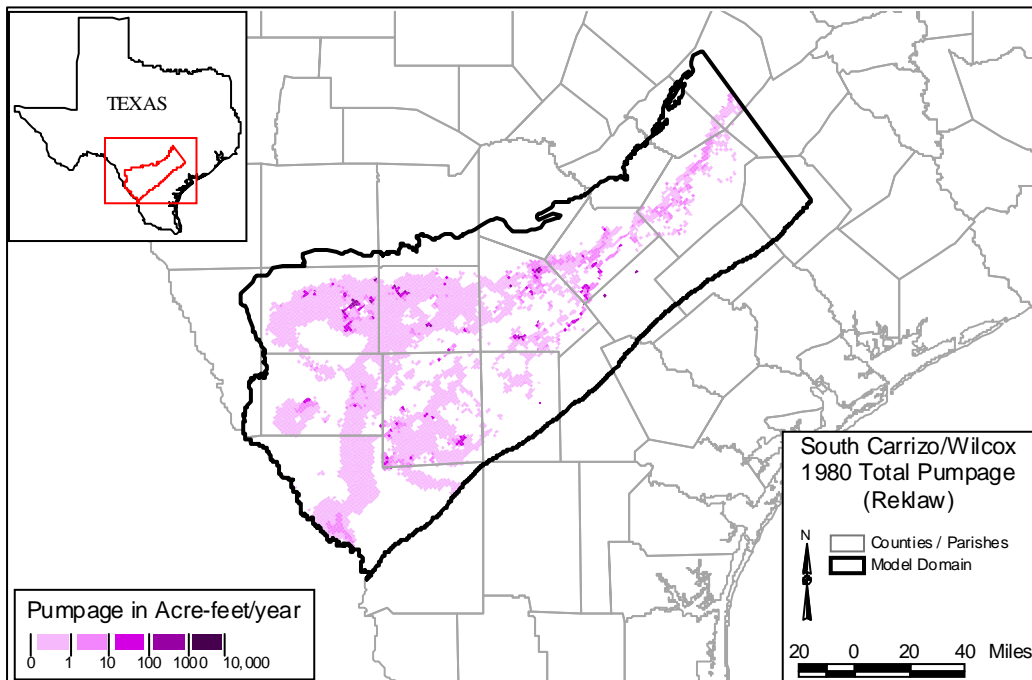 TEXAS
South Carrizo/Wilcox
1980 Total Pumpage
(Reklaw)
N
Counties / Parishes
Model Domain
20 0 20 40 Miles
Pumpage in Acre-feet/year
0 1 10 100 1000 10,000